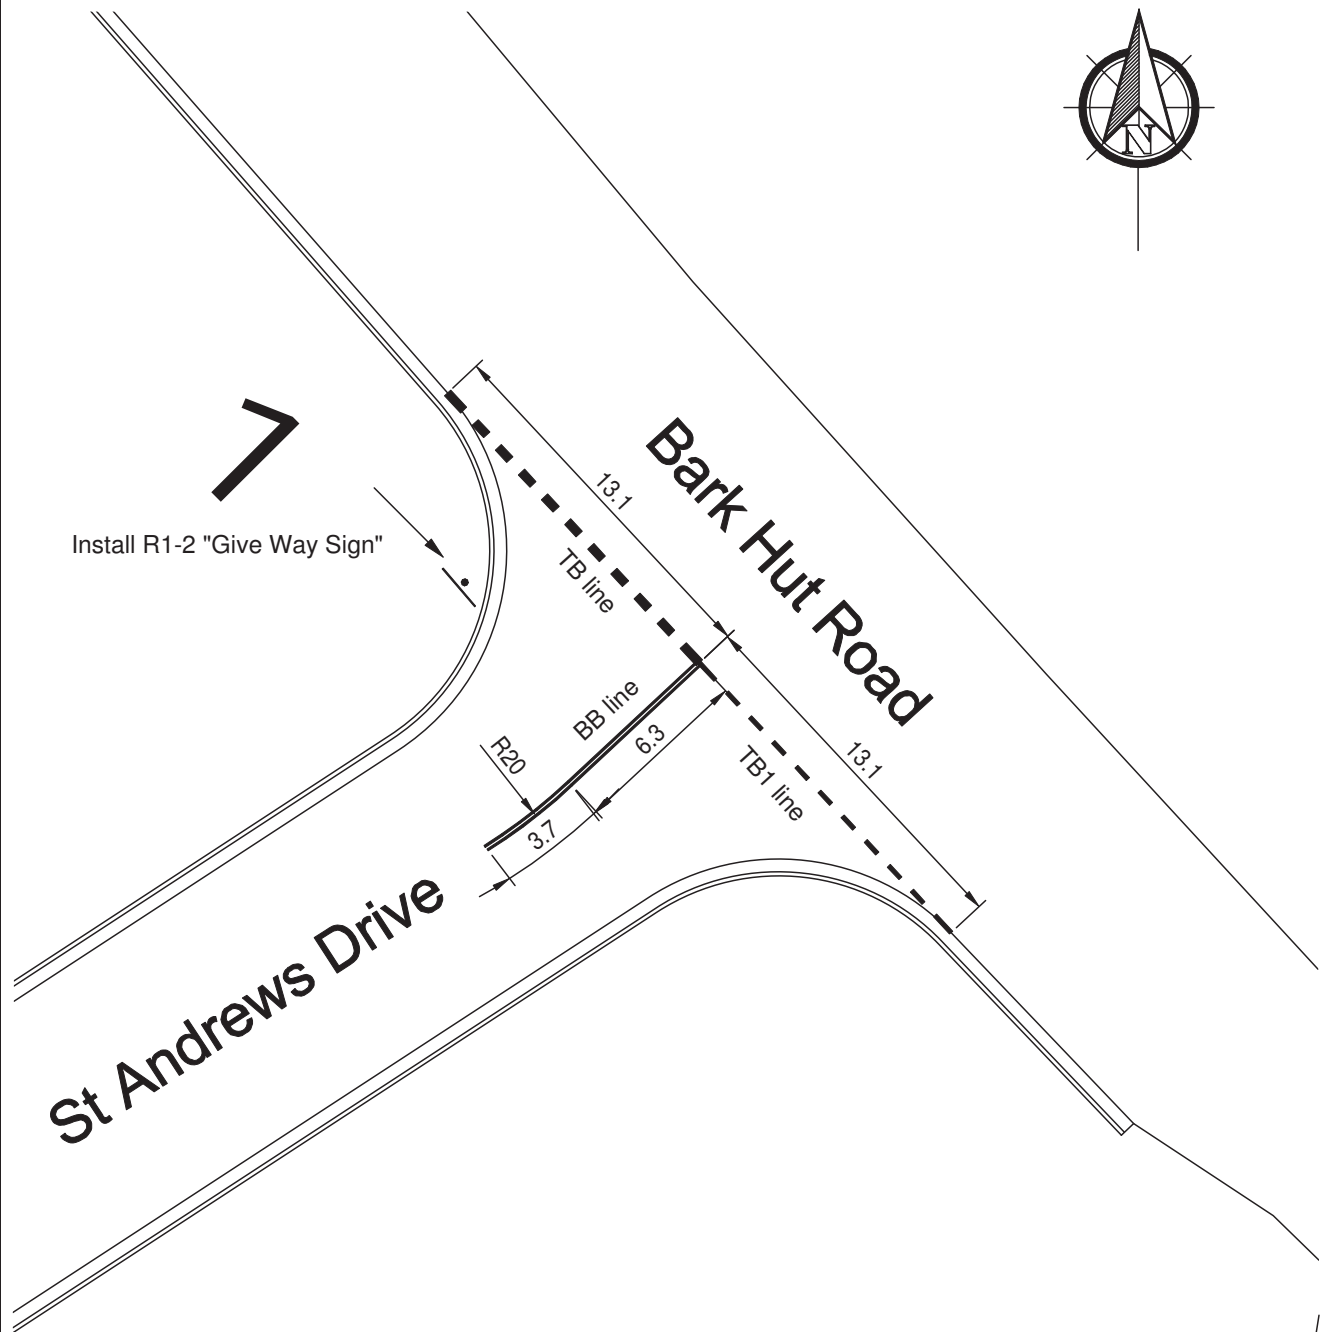 N
13.1
Bark Hut Road
Install R1-2 "Give Way Sign"
TB line
BB line
6.3
R20
13.1
TB1 line
3.7
St Andrews Drive